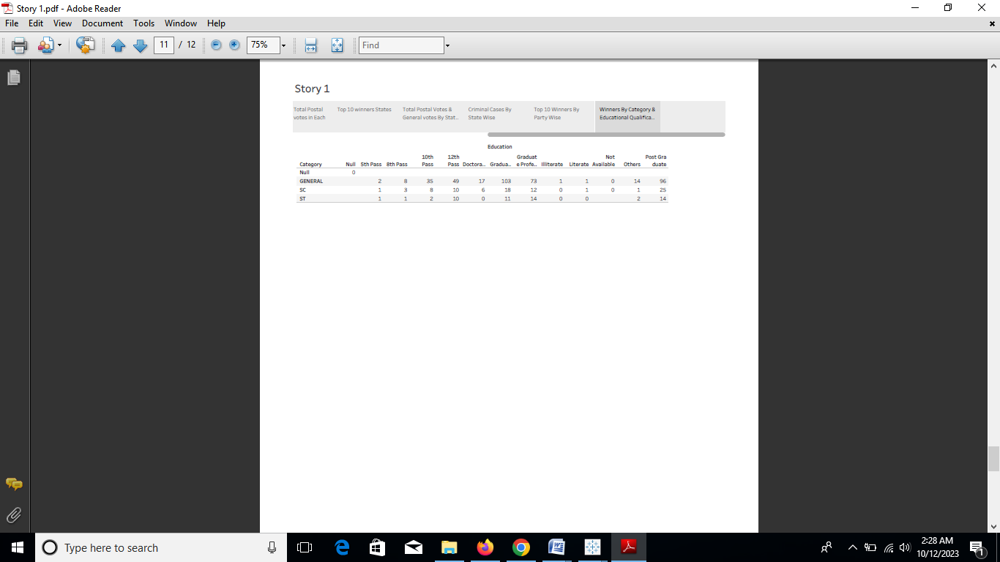 Story 1.pdf - Adobe Reader
File Edit View Document Tools Window Help
11 / 12 75% Find
Story 1
Total Postal votes in Each
Top 10 winners States
Total Postal Votes & General votes By Stat..
Criminal Cases By State Wise
Top 10 Winners By Party Wise
Winners By Category & Educational Qualifica..
Education
Category Null 5th Pass 8th Pass 10th Pass 12th Pass Doctora.. Gradua.. Graduate Profe.. Illiterate Literate Not Available Others Post Graduate
Null 0
GENERAL 2 8 35 49 17 103 73 1 1 0 14 96
SC 1 3 8 10 6 18 12 0 1 0 1 25
ST 1 1 2 10 0 11 14 0 0 2 14
Type here to search
2:28 AM
10/12/2023
1